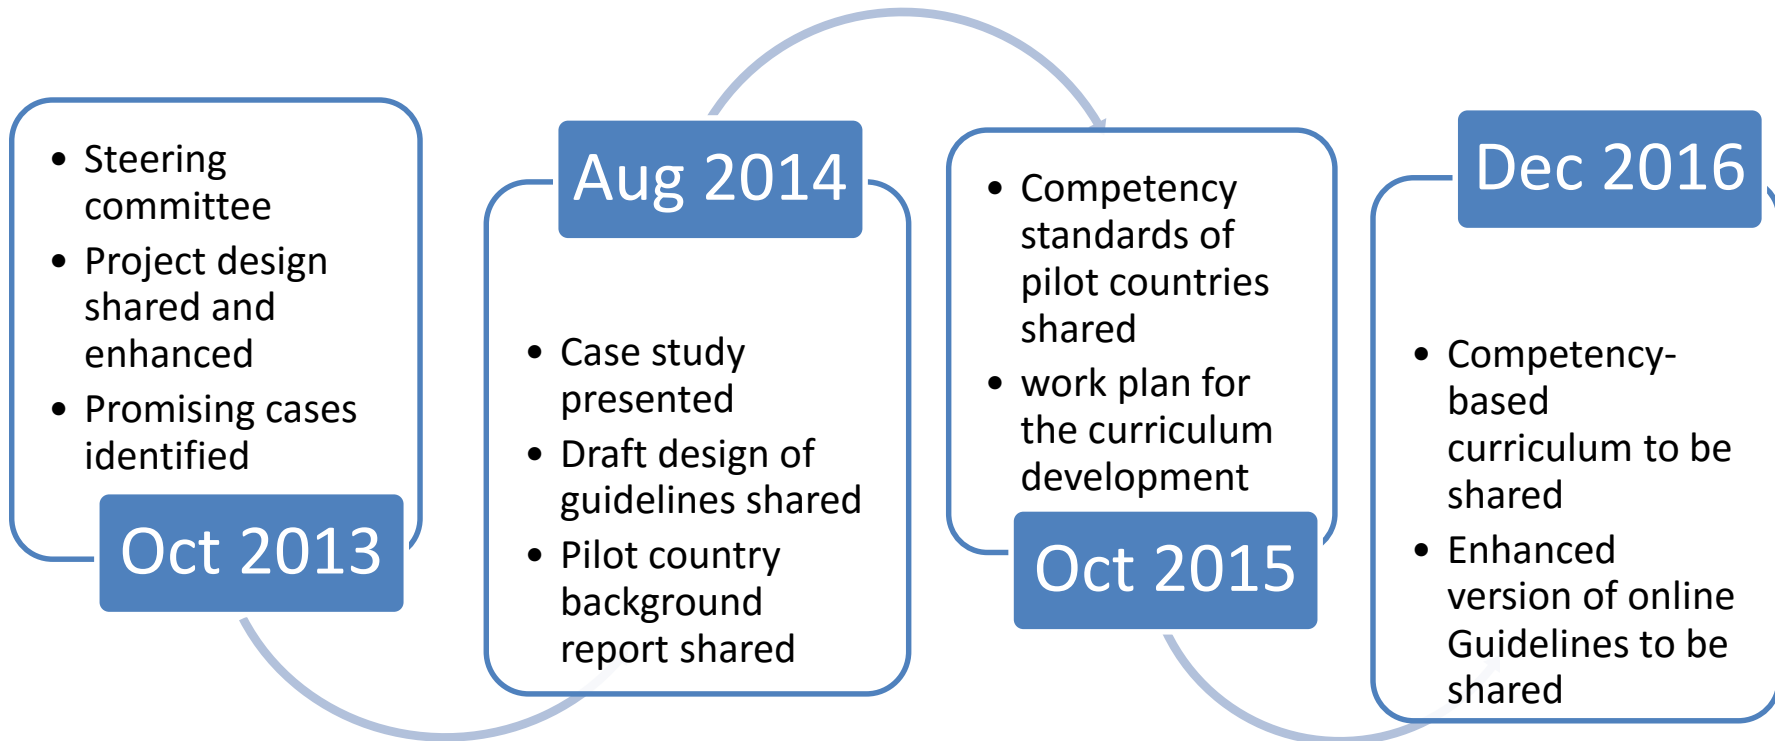 • Steering
committee
• Project design
shared and
enhanced
• Promising cases
identified
Oct 2013
Aug 2014
• Case study
presented
• Draft design of
guidelines shared
• Pilot country
background
report shared
• Competency
standards of
pilot countries
shared
• work plan for
the curriculum
development
Oct 2015
Dec 2016
• Competency-
based
curriculum to be
shared
• Enhanced
version of online
Guidelines to be
shared